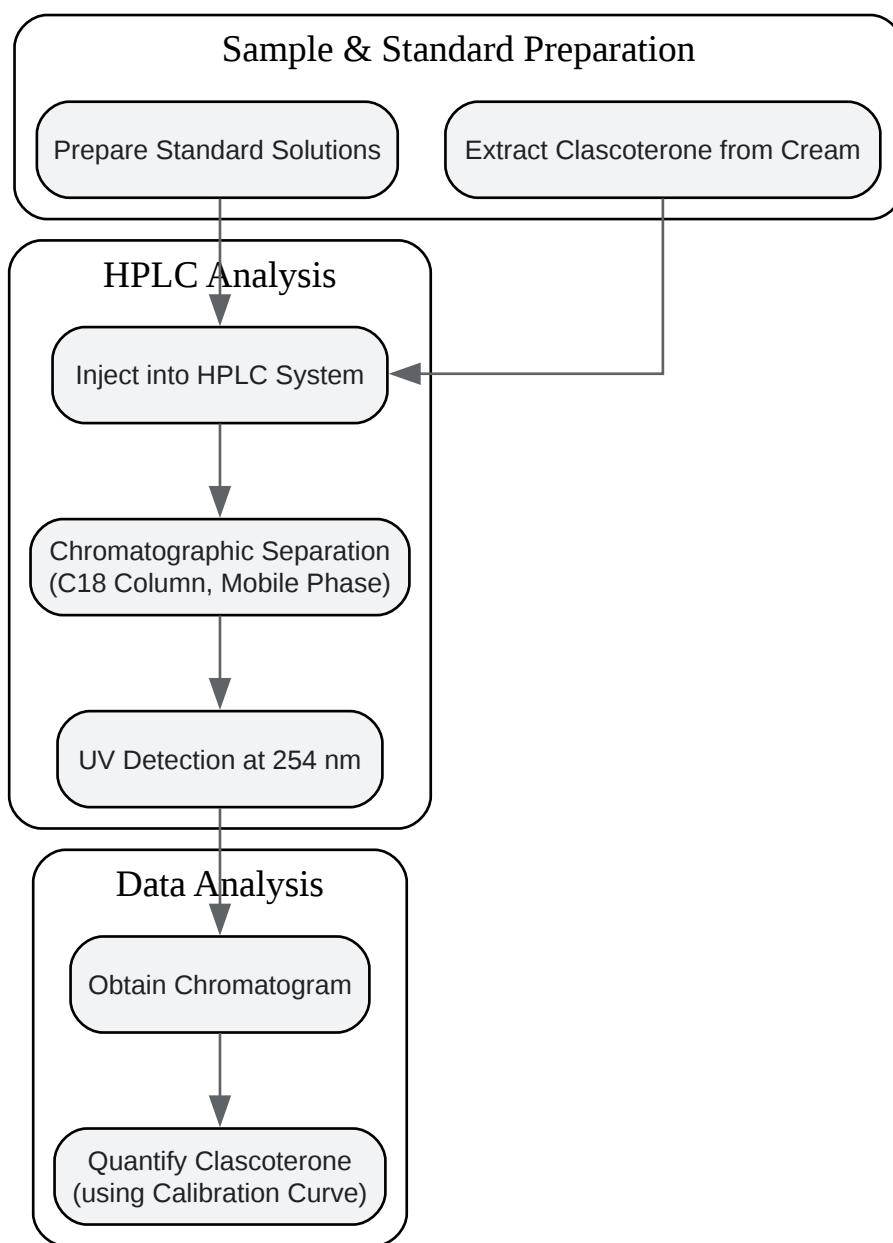 Sample & Standard Preparation
Prepare Standard Solutions
Extract Clascoterone from Cream
HPLC Analysis
Inject into HPLC System
Chromatographic Separation
(C18 Column, Mobile Phase)
UV Detection at 254 nm
Data Analysis
Obtain Chromatogram
Quantify Clascoterone
(using Calibration Curve)